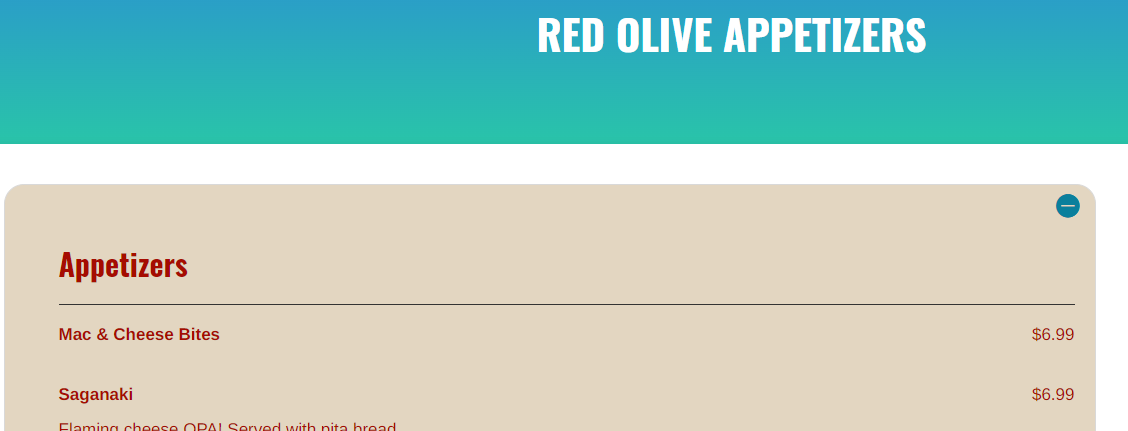 RED OLIVE APPETIZERS
Appetizers
Mac & Cheese Bites $6.99
Saganaki $6.99
Flaming cheese OPA! Served with pita bread